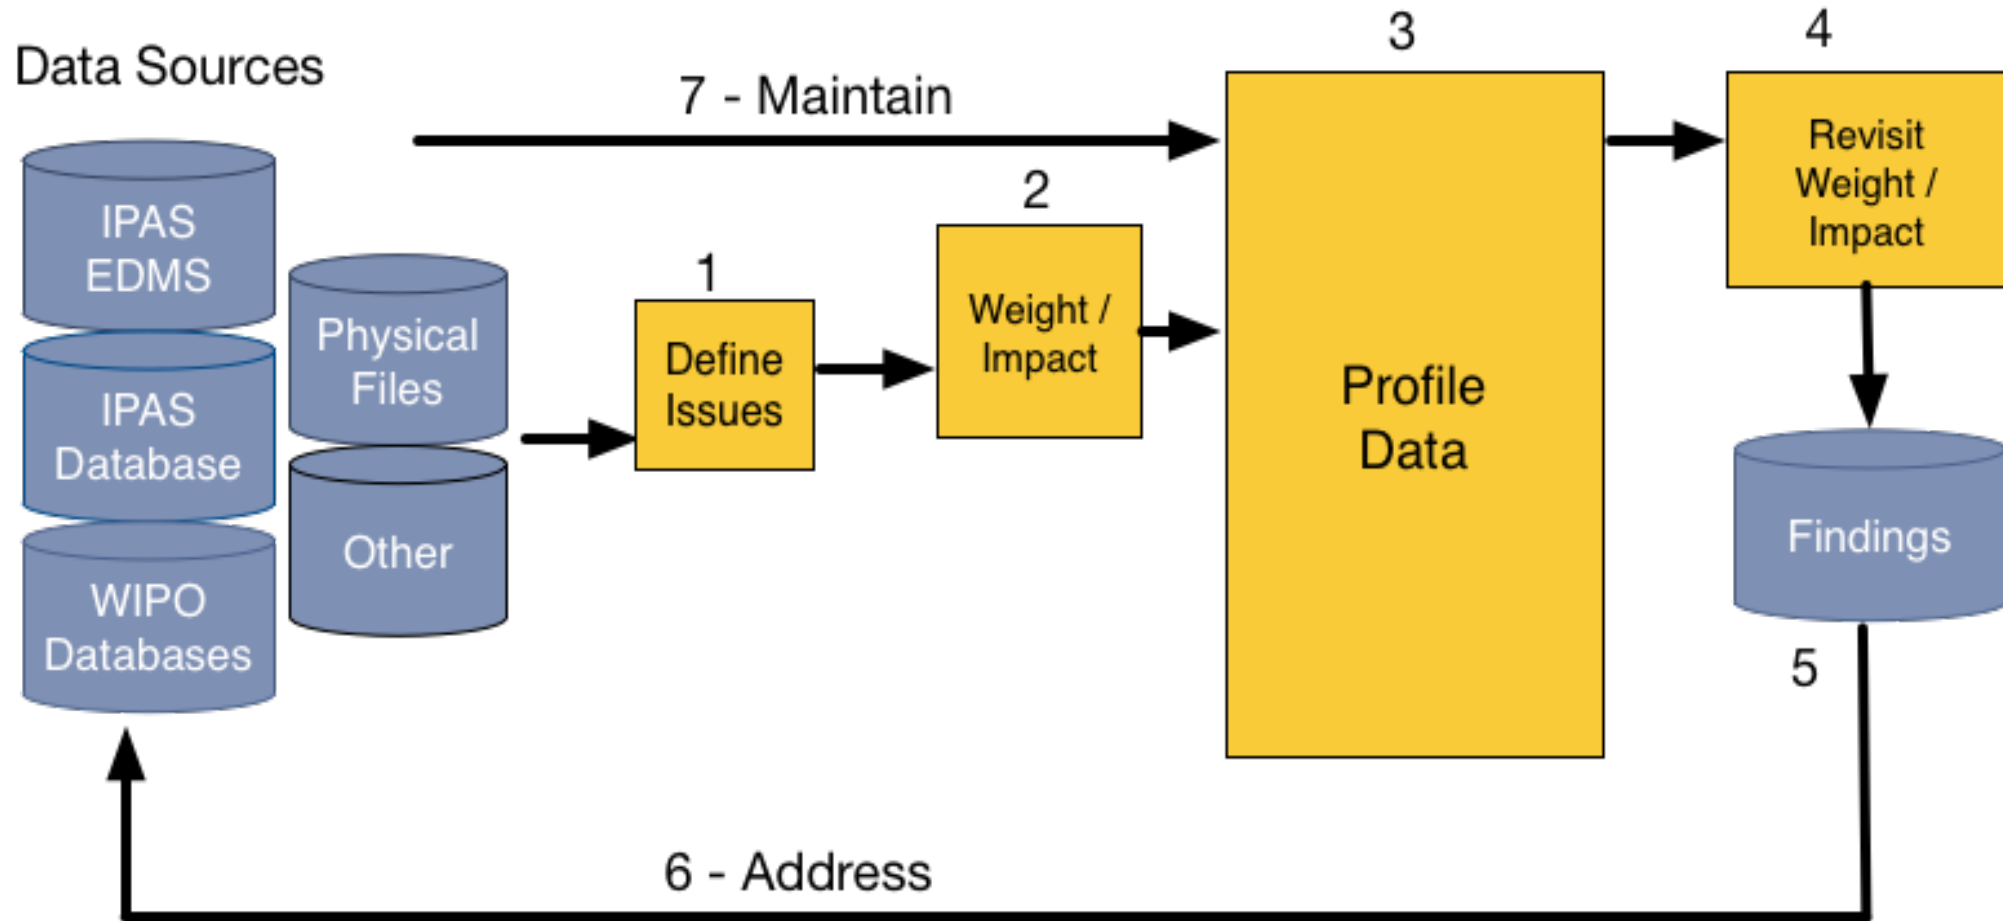 Data Sources
IPAS
EDMS
IPAS
Database
WIPO
Databases
Physical
Files
Other
7 - Maintain
1
Define
Issues
2
Weight /
Impact
3
Profile
Data
4
Revisit
Weight /
Impact
Findings
5
6 - Address